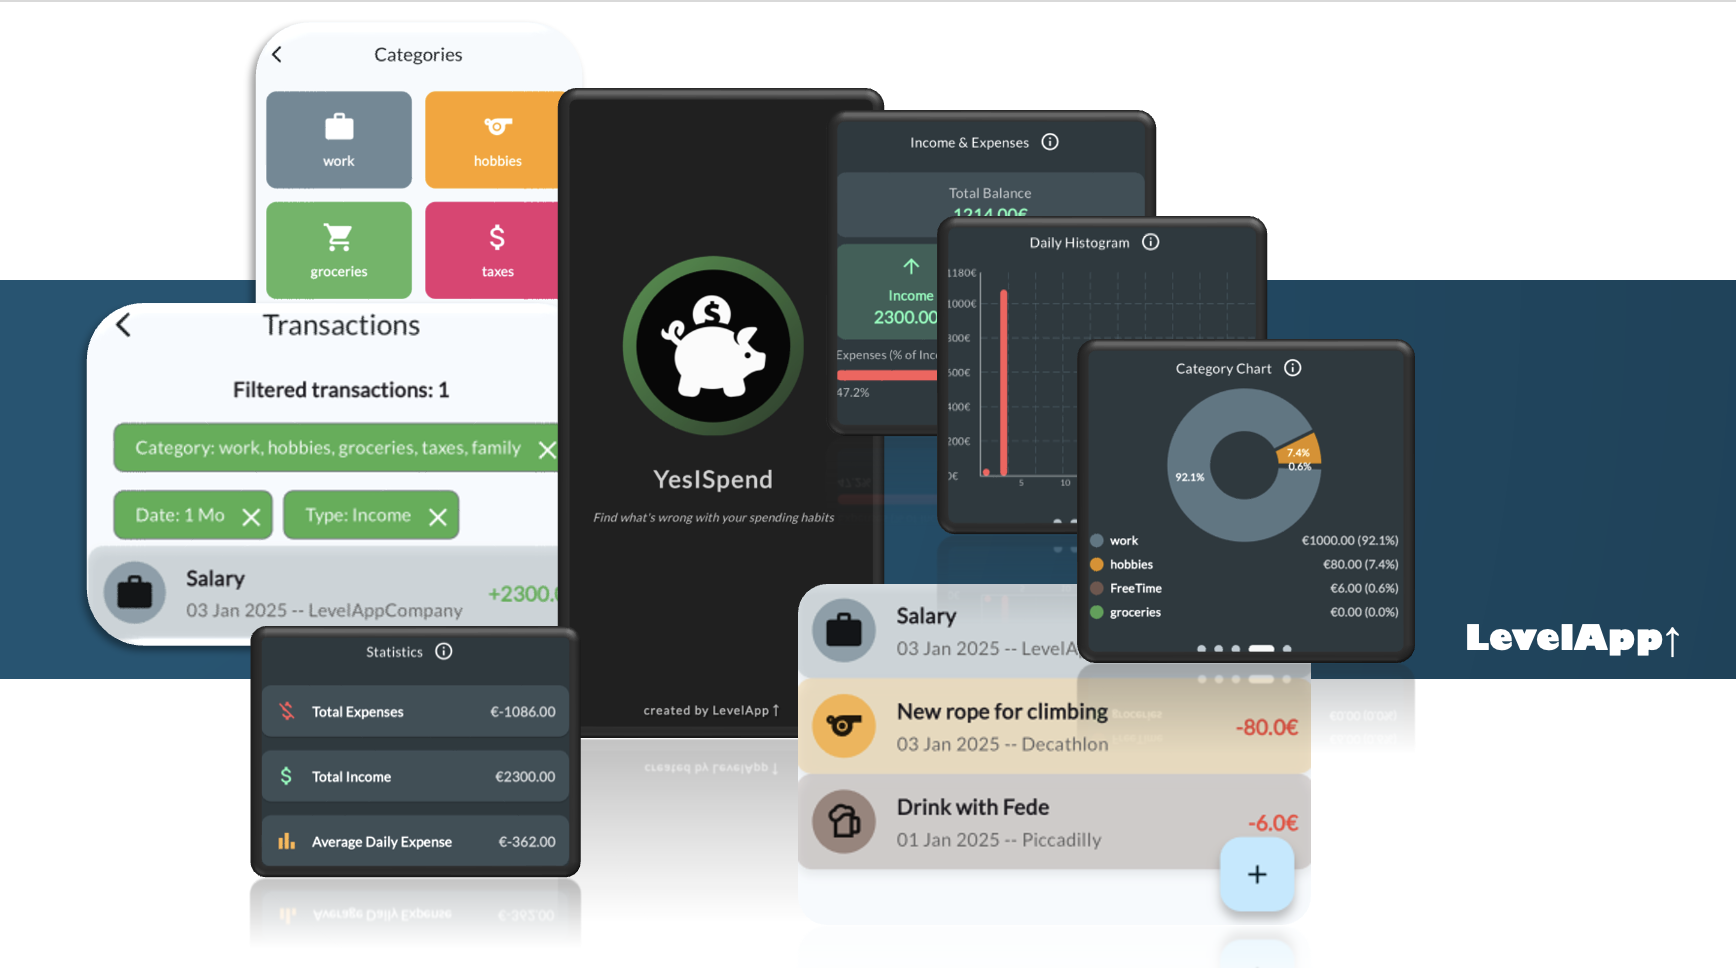 Categories
work
hobbies
groceries
taxes
Transactions
Filtered transactions: 1
Category: work, hobbies, groceries, taxes, family
Date: 1 Mo
Type: Income
Salary
03 Jan 2025 -- LevelAppCompany
+2300.
Statistics
Total Expenses €-1086.00
Total Income €2300.00
Average Daily Expense €-362.00
YesISpend
Find what's wrong with your spending habits
created by LevelApp↑
Income & Expenses
Total Balance
1214.00€
Income
2300.00
Expenses (% of Inc
47.2%
Daily Histogram
1180€
1000€
800€
600€
400€
200€
0€
5 10
Category Chart
7.4%
0.6%
92.1%
work €1000.00 (92.1%)
hobbies €80.00 (7.4%)
FreeTime €6.00 (0.6%)
groceries €0.00 (0.0%)
Salary
03 Jan 2025 -- LevelA
New rope for climbing
03 Jan 2025 -- Decathlon
-80.0€
Drink with Fede
01 Jan 2025 -- Piccadilly
-6.0€
+
LevelApp↑